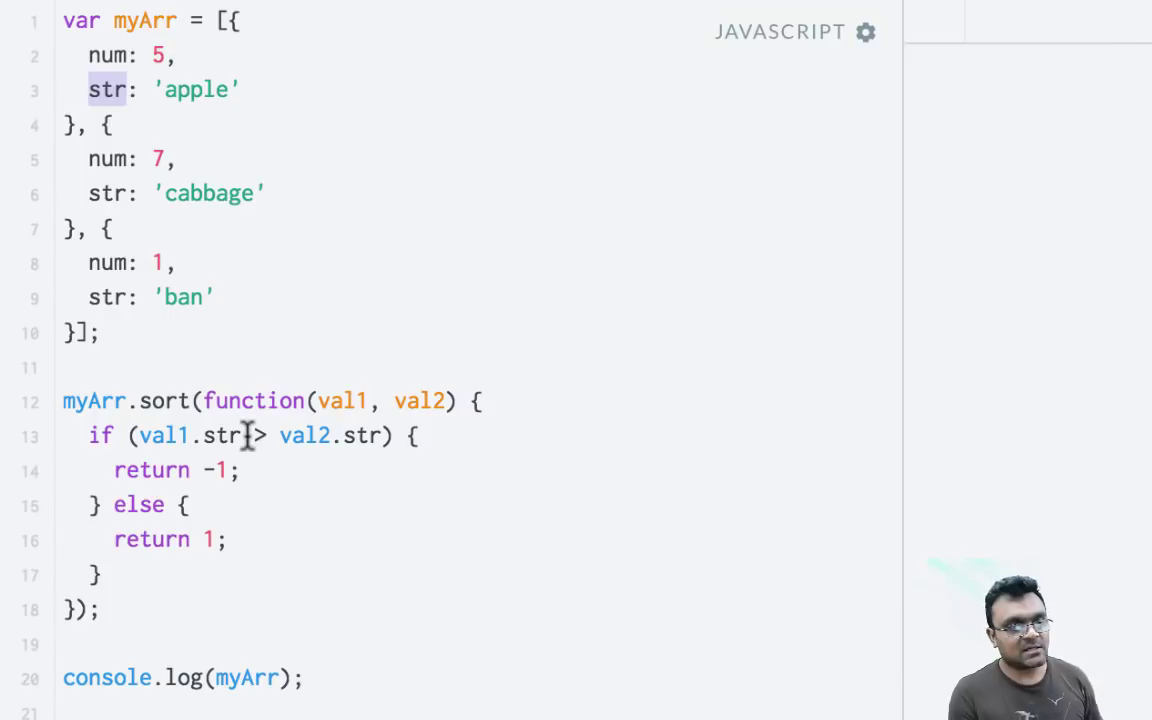 JAVASCRIPT
1 var myArr = [{
2 num: 5,
3 str: 'apple'
4 }, {
5 num: 7,
6 str: 'cabbage'
7 }, {
8 num: 1,
9 str: 'ban'
10 }];
11
12 myArr.sort(function(val1, val2) {
13 if (val1.str > val2.str) {
14 return -1;
15 } else {
16 return 1;
17 }
18 });
19
20 console.log(myArr);
21